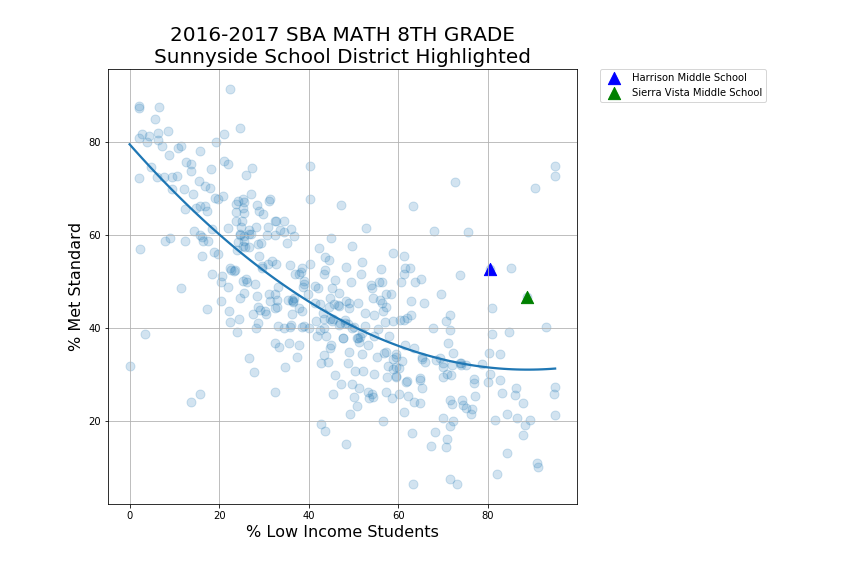 2016-2017 SBA MATH 8TH GRADE
Sunnyside School District Highlighted
Harrison Middle School
Sierra Vista Middle School
% Met Standard
80
60
40
20
0 20 40 60 80
% Low Income Students